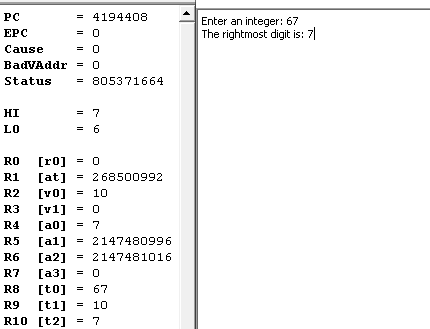 PC = 4194408
EPC = 0
Cause = 0
BadVAddr = 0
Status = 805371664
HI = 7
LO = 6
R0 [r0] = 0
R1 [at] = 268500992
R2 [v0] = 10
R3 [v1] = 0
R4 [a0] = 7
R5 [a1] = 2147480996
R6 [a2] = 2147481016
R7 [a3] = 0
R8 [t0] = 67
R9 [t1] = 10
R10 [t2] = 7
Enter an integer: 67
The rightmost digit is: 7